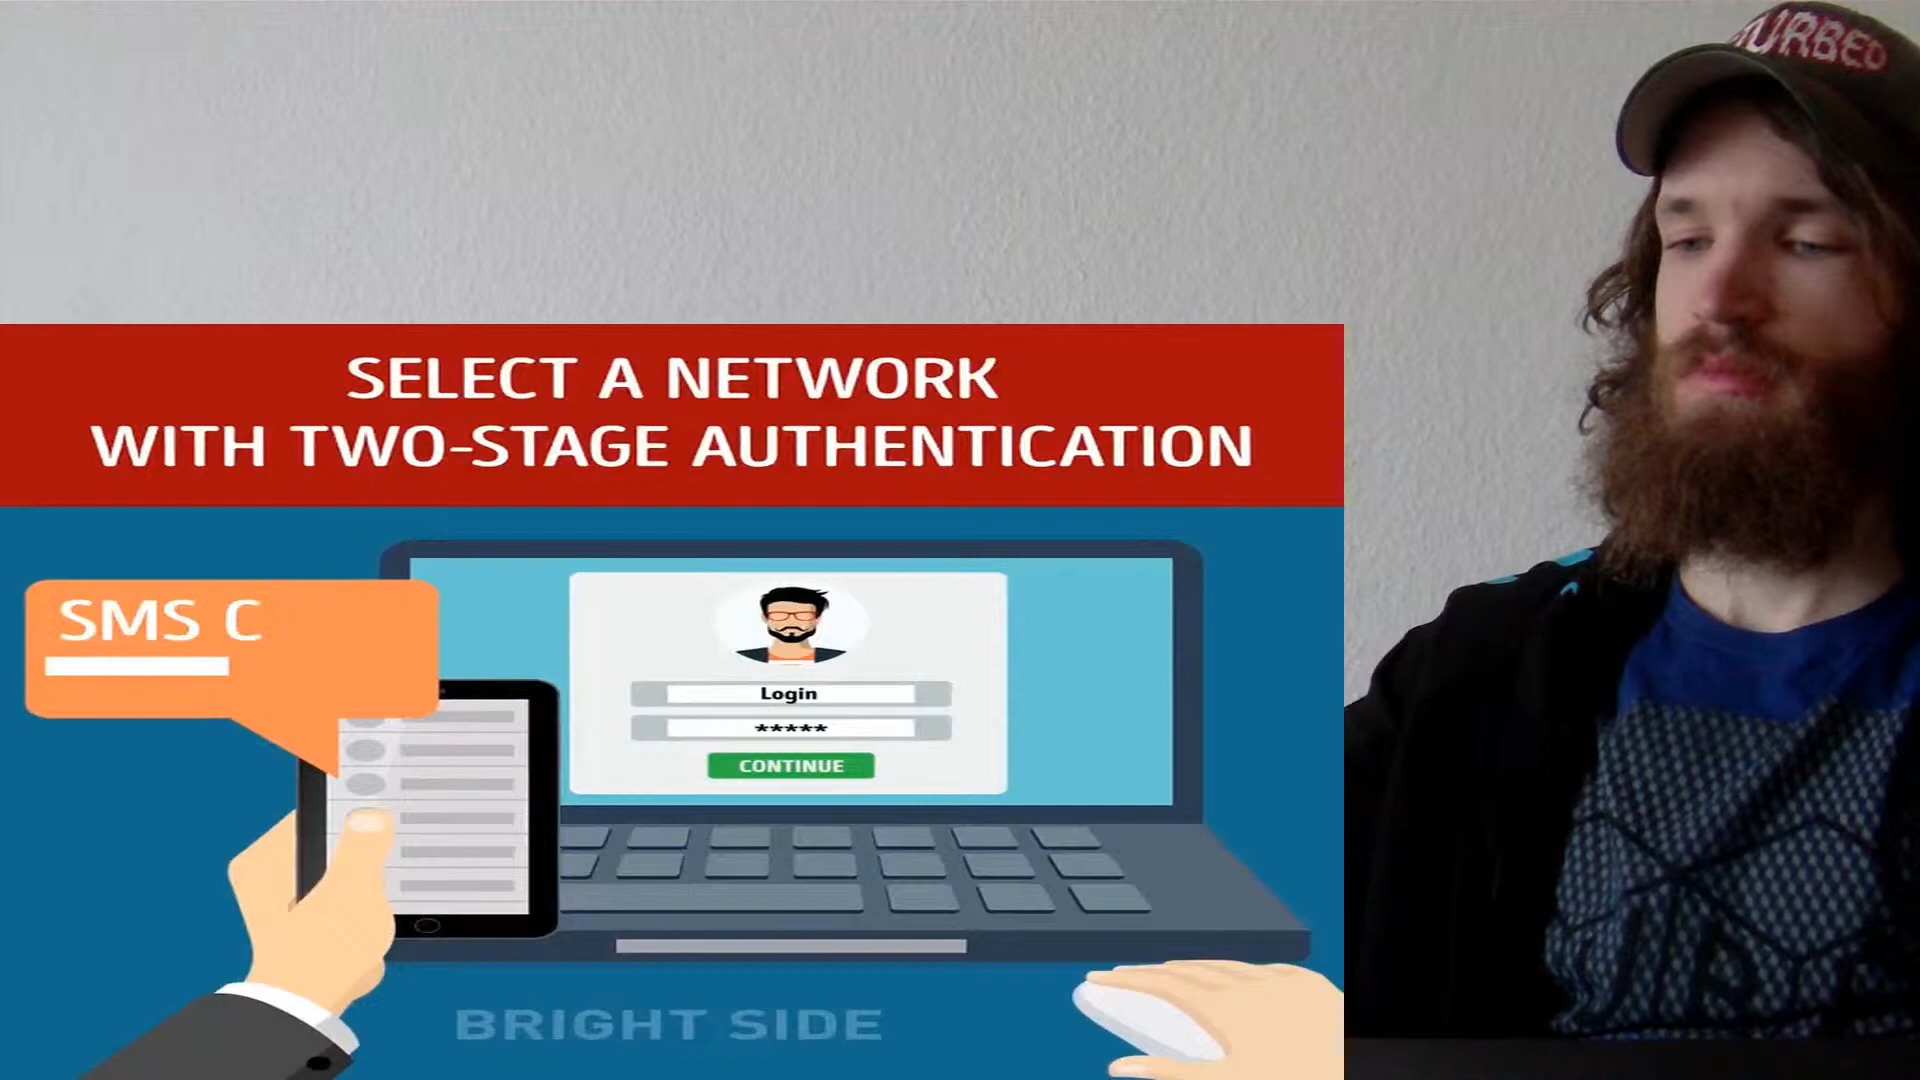 SELECT A NETWORK
WITH TWO-STAGE AUTHENTICATION
SMS C
Login
*****
CONTINUE
BRIGHT SIDE